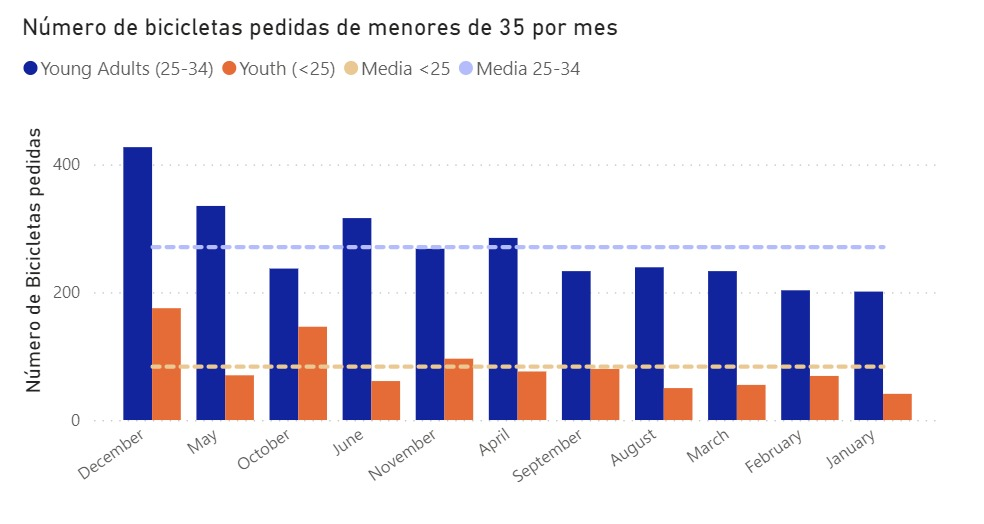 Número de bicicletas pedidas de menores de 35 por mes
Young Adults (25-34) Youth (<25) Media <25 Media 25-34
Número de Bicicletas pedidas
400
200
0
December May October June November April September August March February January